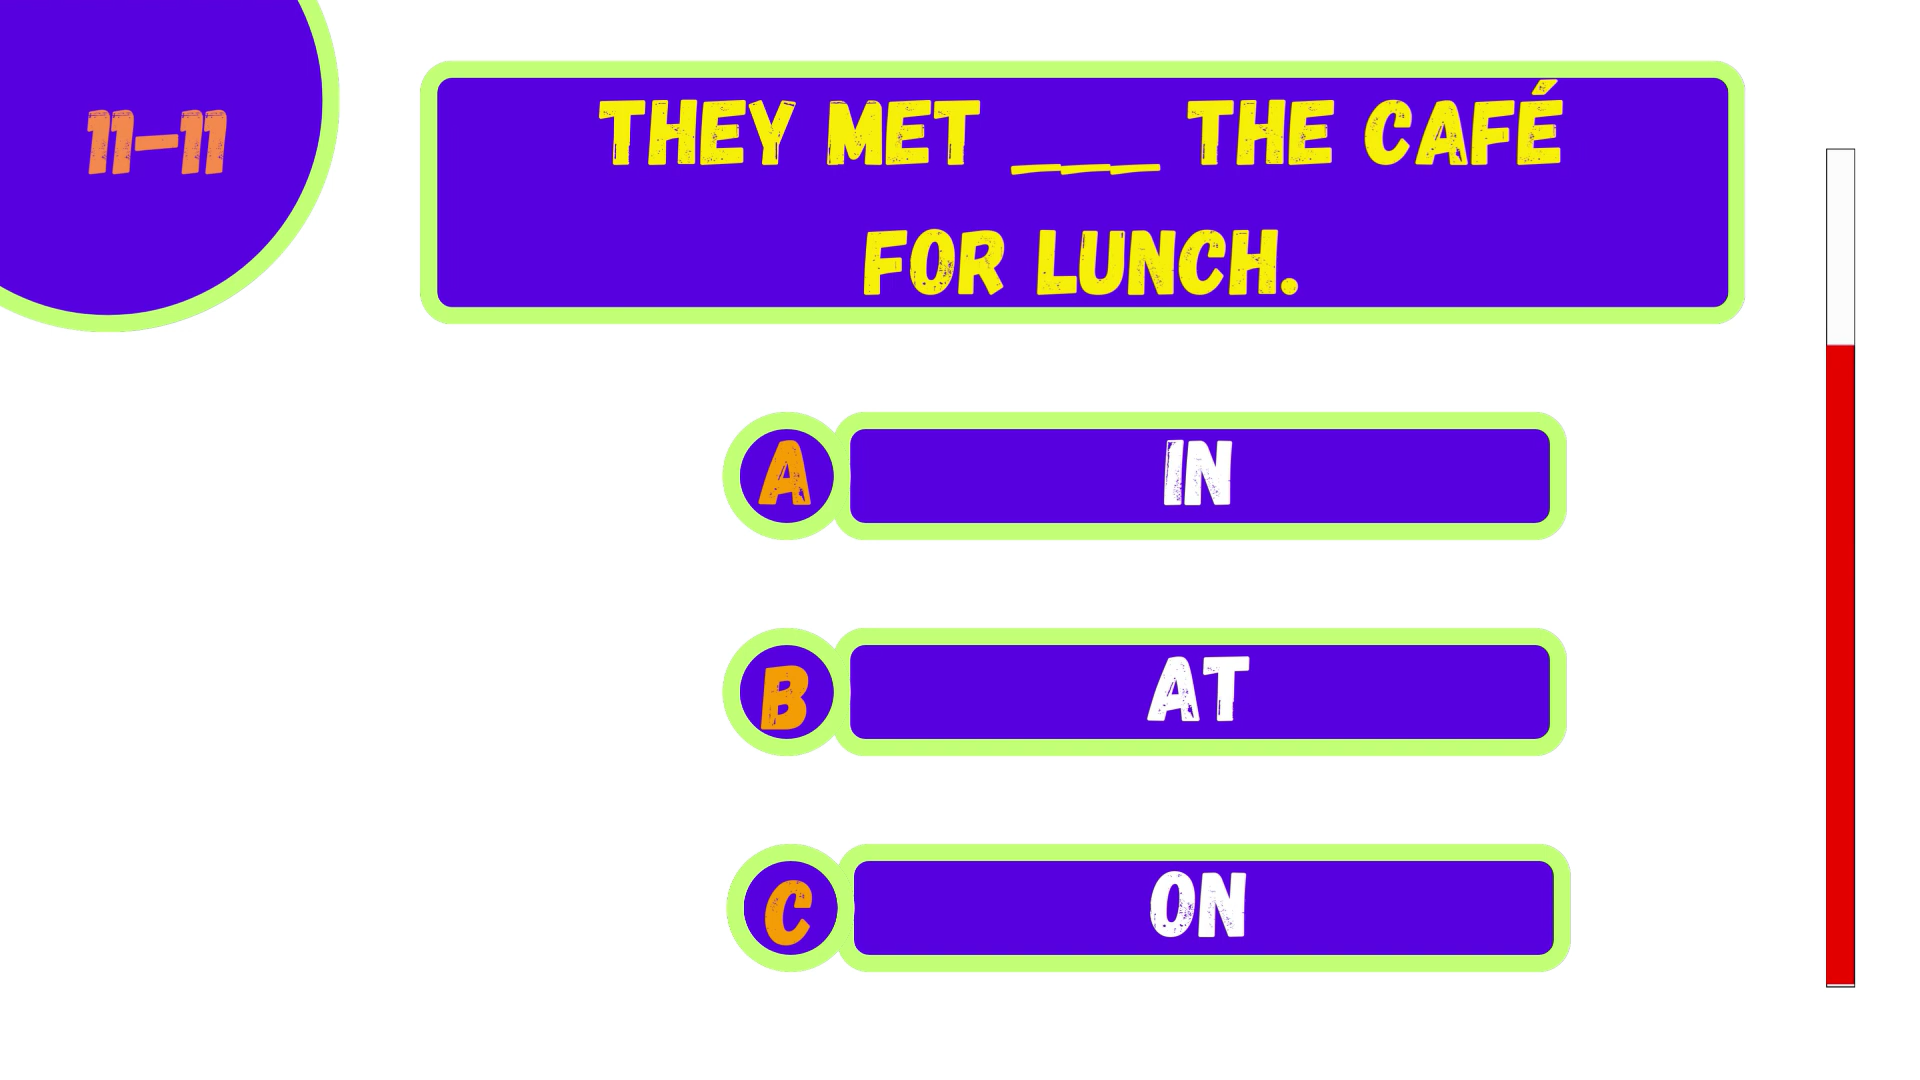 11-11
THEY MET ___ THE CAFÉ
FOR LUNCH.
A IN
B AT
C ON